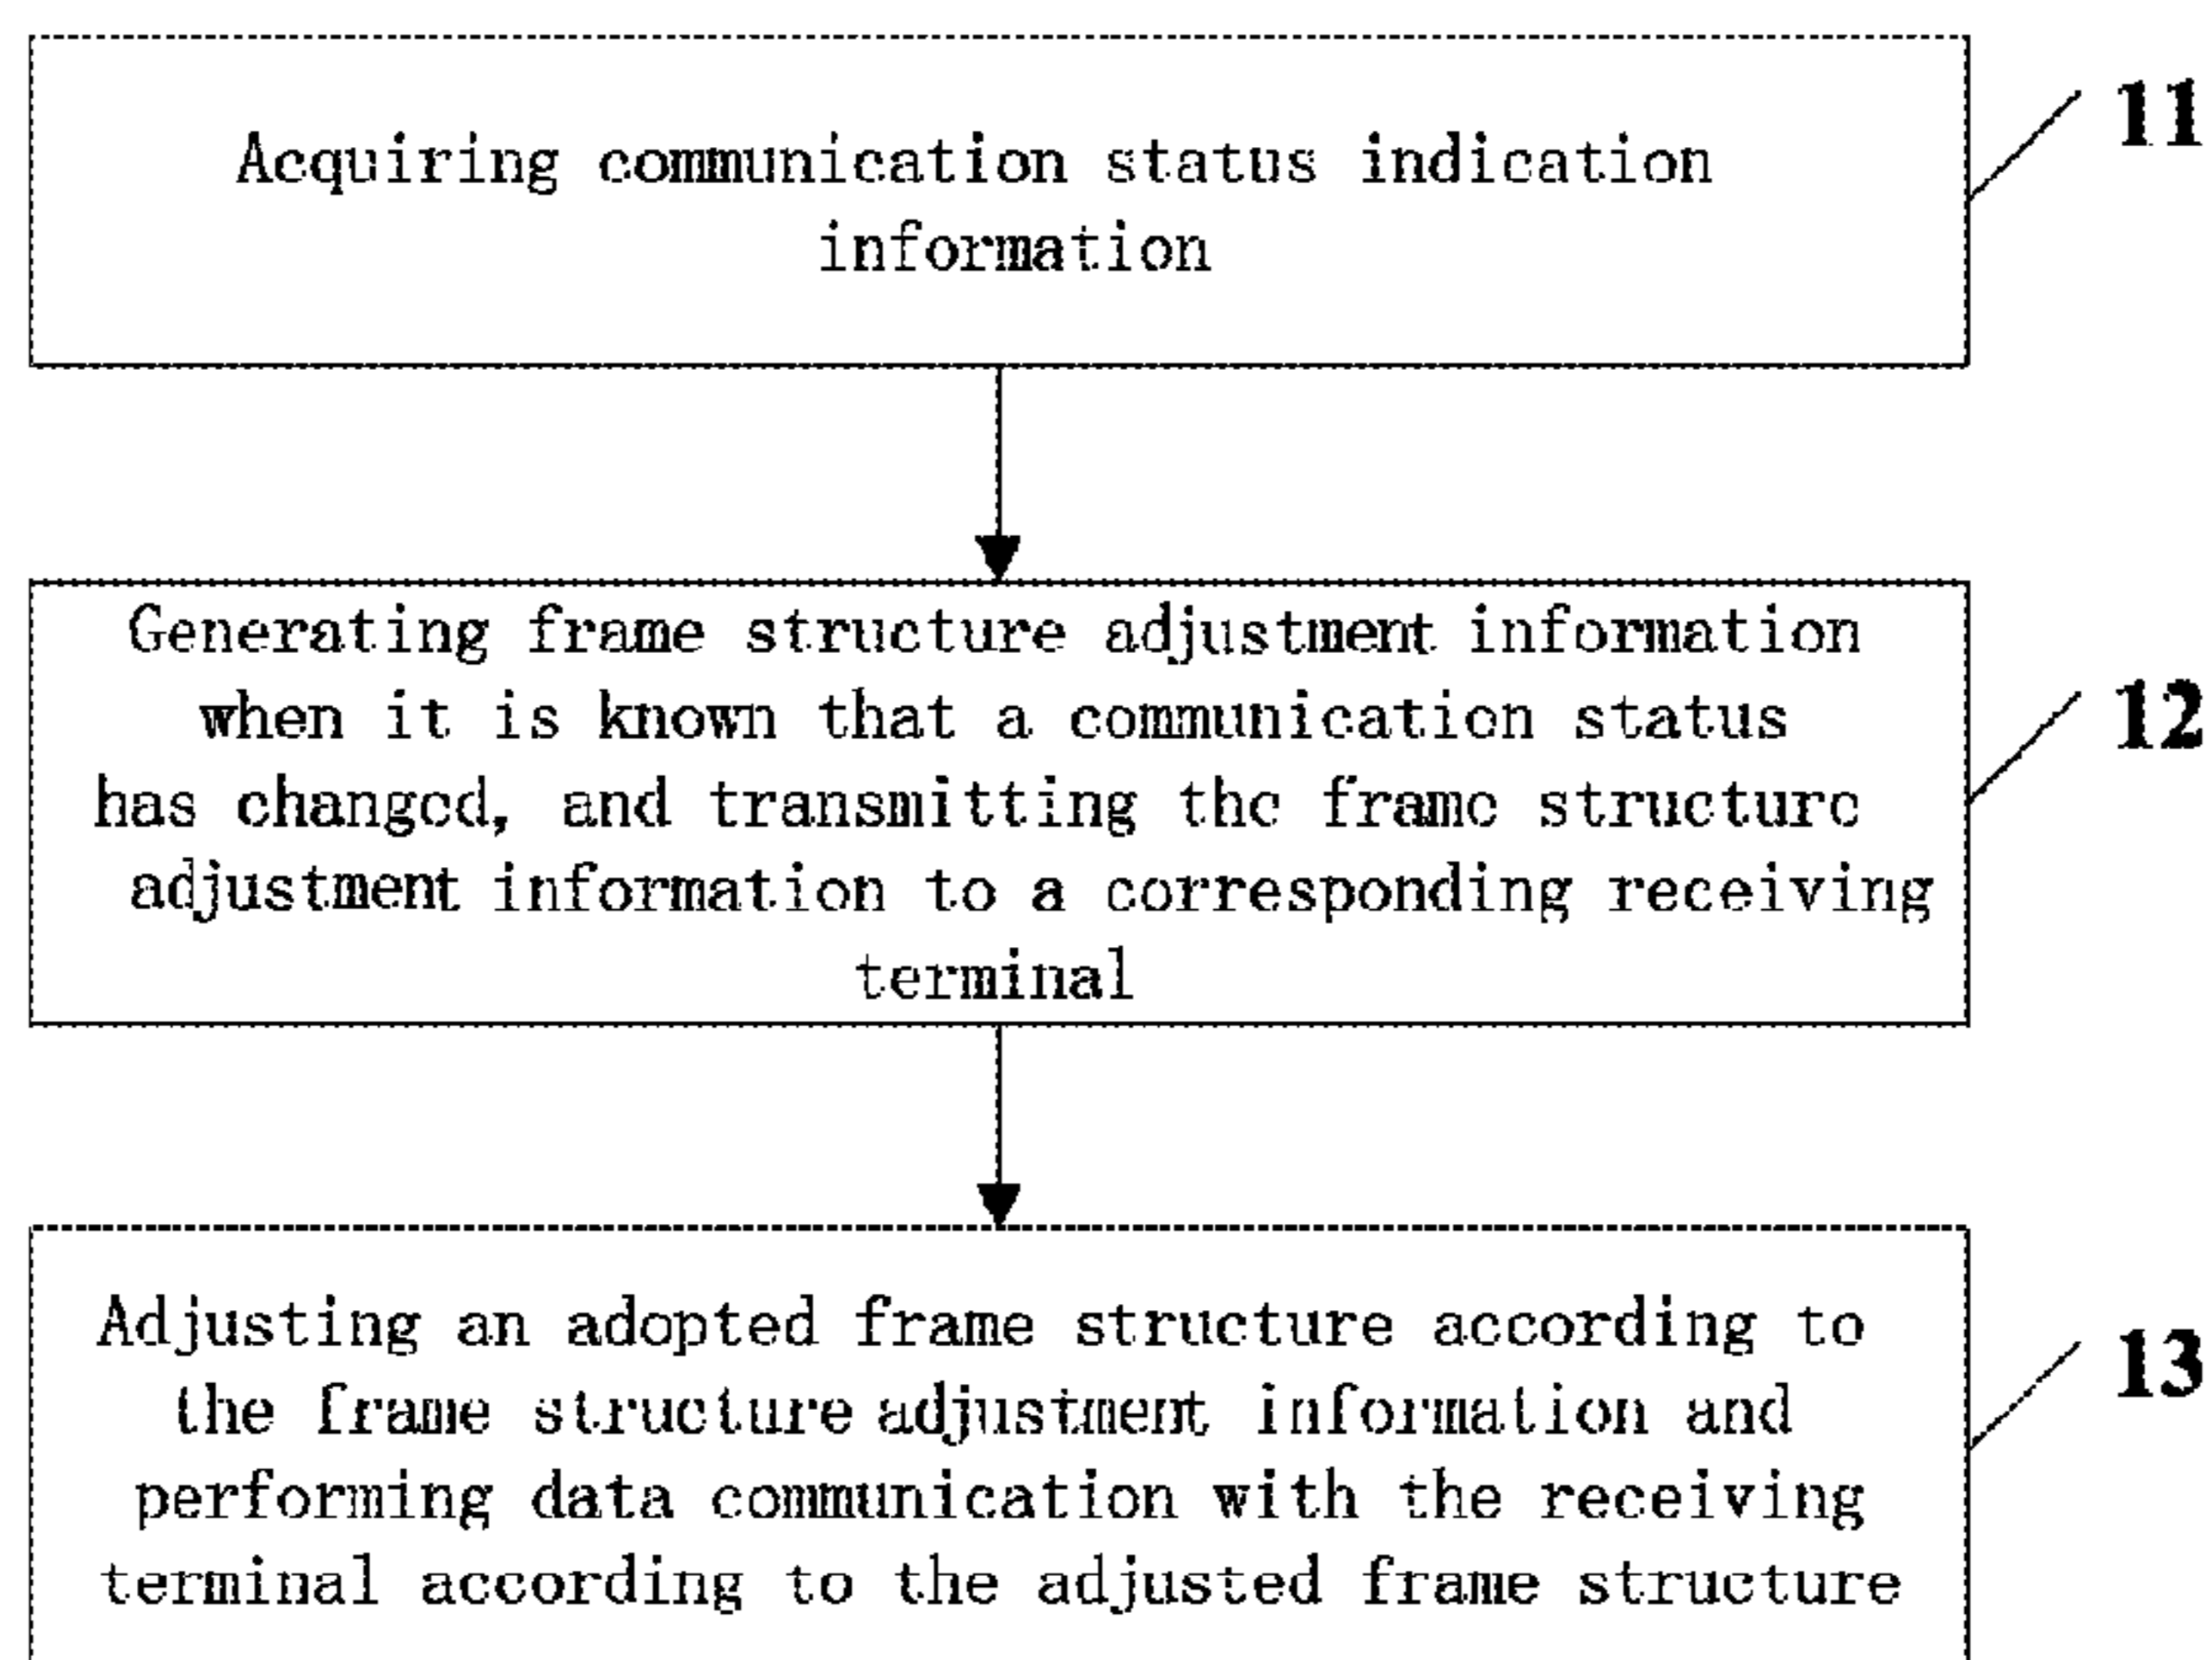 Acquiring communication status indication
information
11
Generating frame structure adjustment information
when it is known that a communication status
has changed, and transmitting the frame structure
adjustment information to a corresponding receiving
terminal
12
Adjusting an adopted frame structure according to
the frame structure adjustment information and
performing data communication with the receiving
terminal according to the adjusted frame structure
13